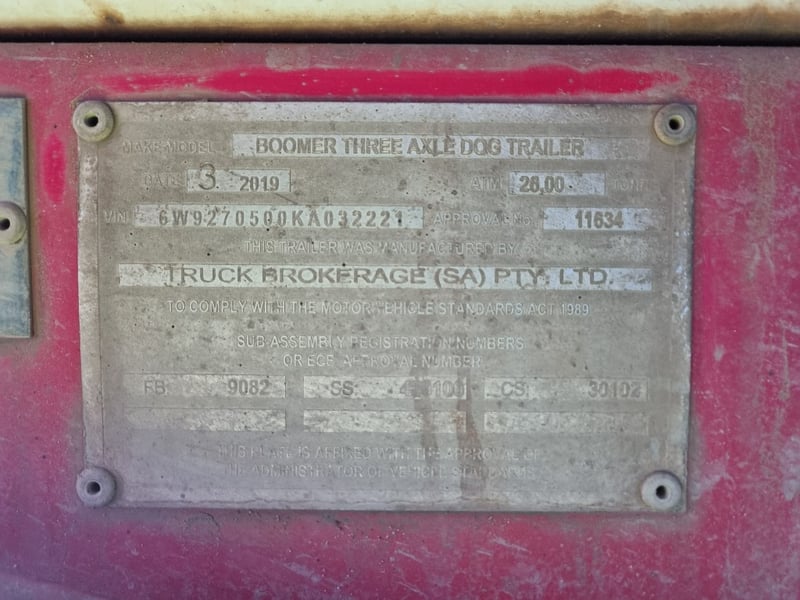 MAKE MODEL BOOMER THREE AXLE DOG TRAILER
DATE 3 2019 ATM 26,00 TONF
VIN 6W9270500KA032221 APPROVAL No. 11634
THIS TRAILER WAS MANUFACTURED BY
TRUCK BROKERAGE (SA) PTY. LTD.
TO COMPLY WITH THE MOTOR VEHICLE STANDARDS ACT 1989
SUB-ASSEMBLY REGISTRATION NUMBERS
OR ECE APPROVAL NUMBER
FB 9082 SS CS 30102
THIS PLATE IS AFFIXED WITH THE APPROVAL OF
THE ADMINISTRATOR OF VEHICLE STANDARDS